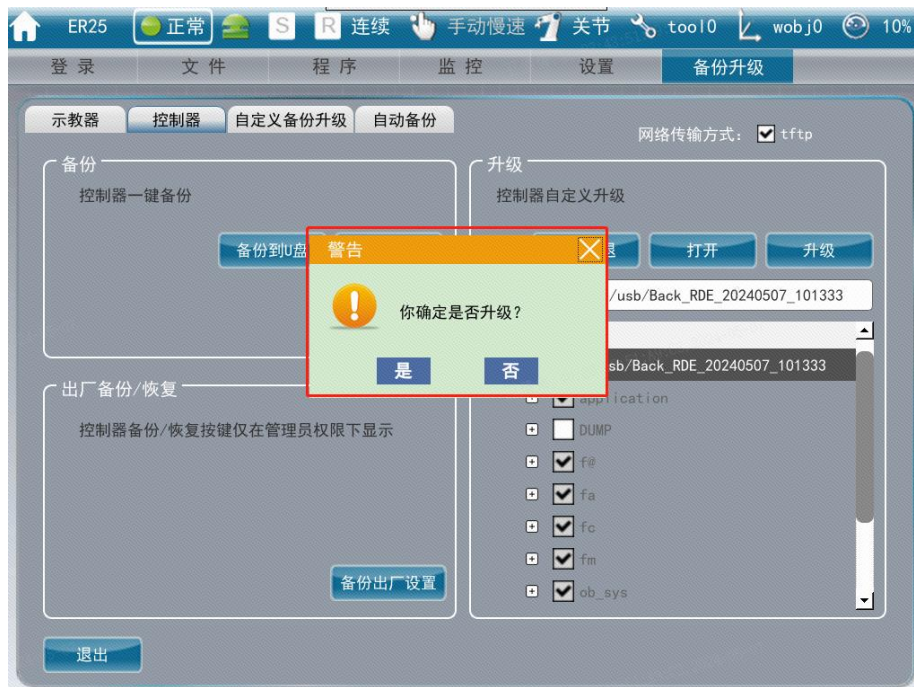 ER25 正常 S R 连续 手动慢速 关节 tool0 wobj0 10%
登录 文件 程序 监控 设置 备份升级
示教器 控制器 自定义备份升级 自动备份
网络传输方式： tftp
备份
控制器一键备份
备份到U盘
升级
控制器自定义升级
打开 升级
/usb/Back_RDE_20240507_101333
sb/Back_RDE_20240507_101333
application
DUMP
f@
fa
fc
fm
ob_sys
警告
你确定是否升级？
是 否
出厂备份/恢复
控制器备份/恢复按键仅在管理员权限下显示
备份出厂设置
退出